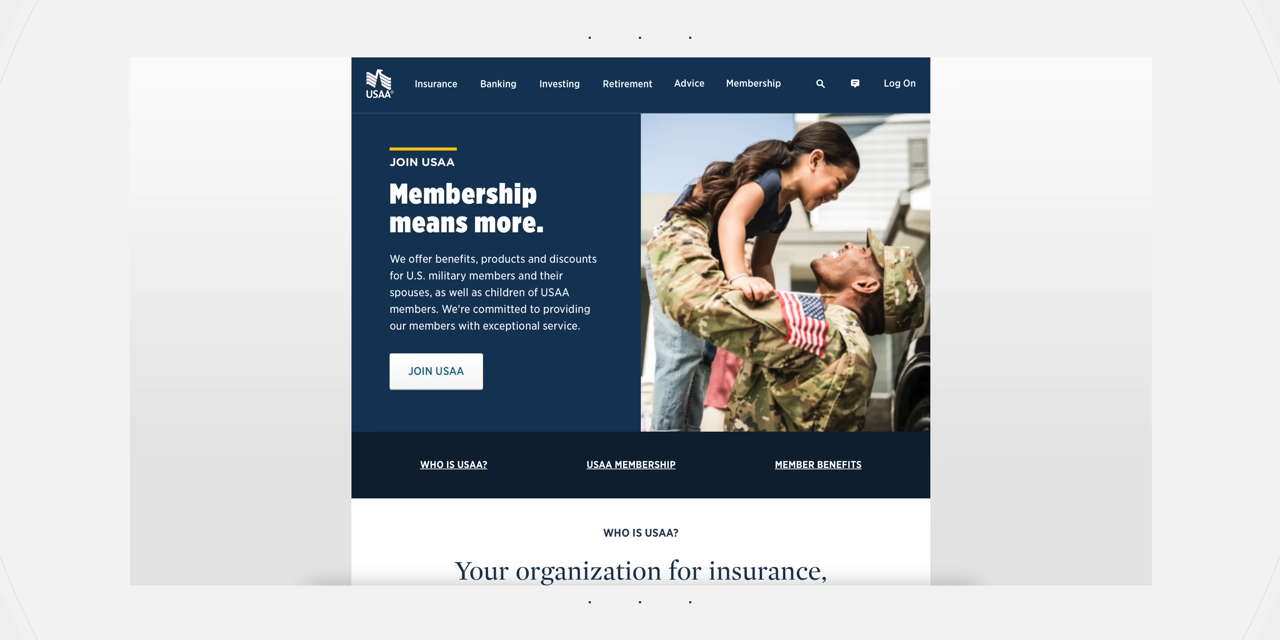 USAA®
Insurance Banking Investing Retirement Advice Membership Log On
JOIN USAA
Membership
means more.
We offer benefits, products and discounts
for U.S. military members and their
spouses, as well as children of USAA
members. We're committed to providing
our members with exceptional service.
JOIN USAA
WHO IS USAA? USAA MEMBERSHIP MEMBER BENEFITS
WHO IS USAA?
Your organization for insurance,